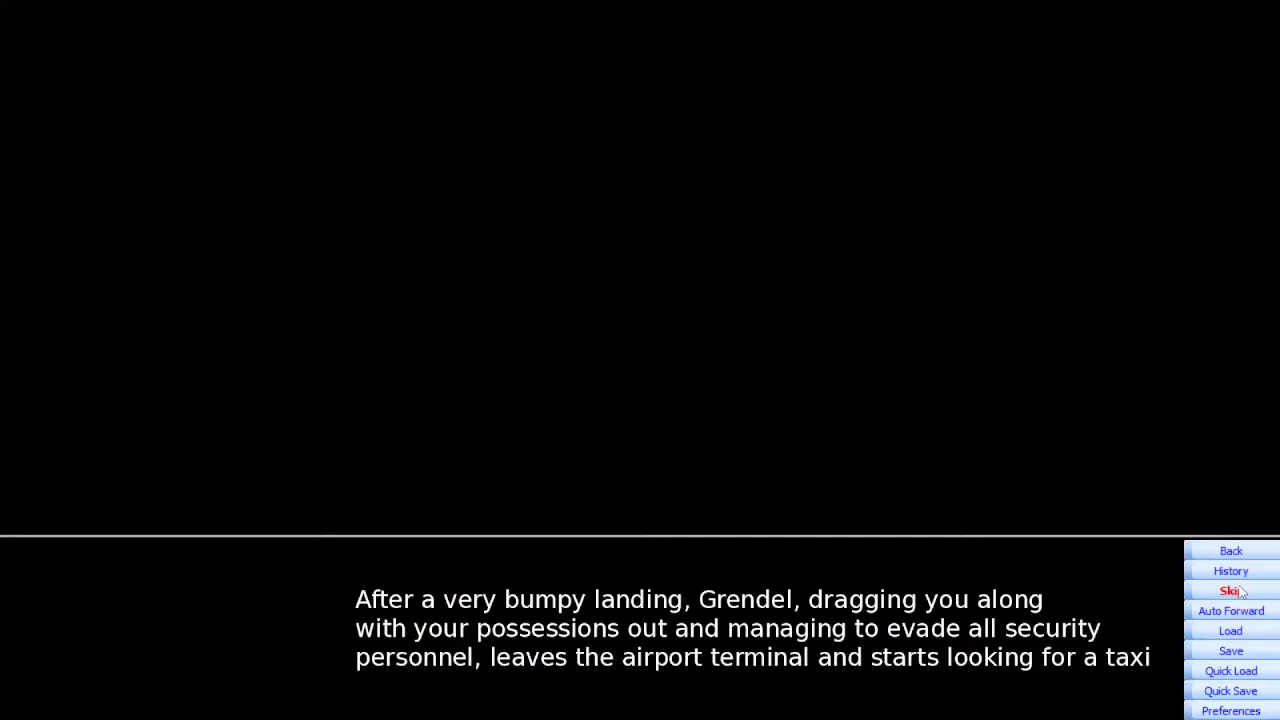 After a very bumpy landing, Grendel, dragging you along
with your possessions out and managing to evade all security
personnel, leaves the airport terminal and starts looking for a taxi
Back
History
Skip
Auto Forward
Load
Save
Quick Load
Quick Save
Preferences